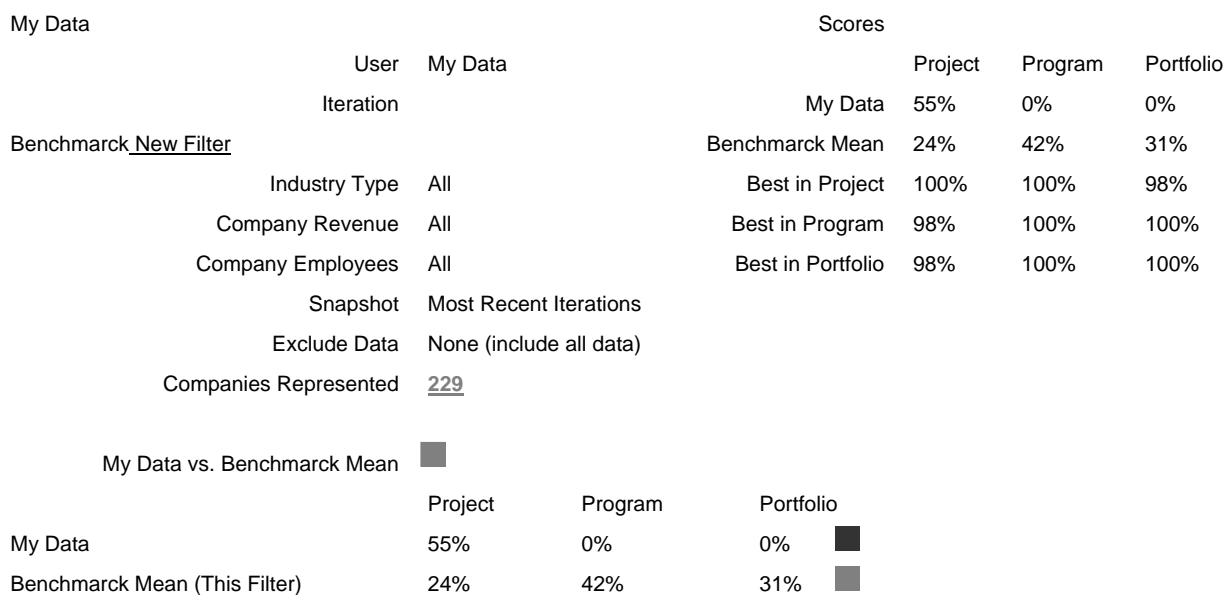 My Data Scores
User My Data Project Program Portfolio
Iteration My Data 55% 0% 0%
Benchmarck New Filter Benchmarck Mean 24% 42% 31%
Industry Type All Best in Project 100% 100% 98%
Company Revenue All Best in Program 98% 100% 100%
Company Employees All Best in Portfolio 98% 100% 100%
Snapshot Most Recent Iterations
Exclude Data None (include all data)
Companies Represented 229
My Data vs. Benchmarck Mean
Project Program Portfolio
My Data 55% 0% 0%
Benchmarck Mean (This Filter) 24% 42% 31%